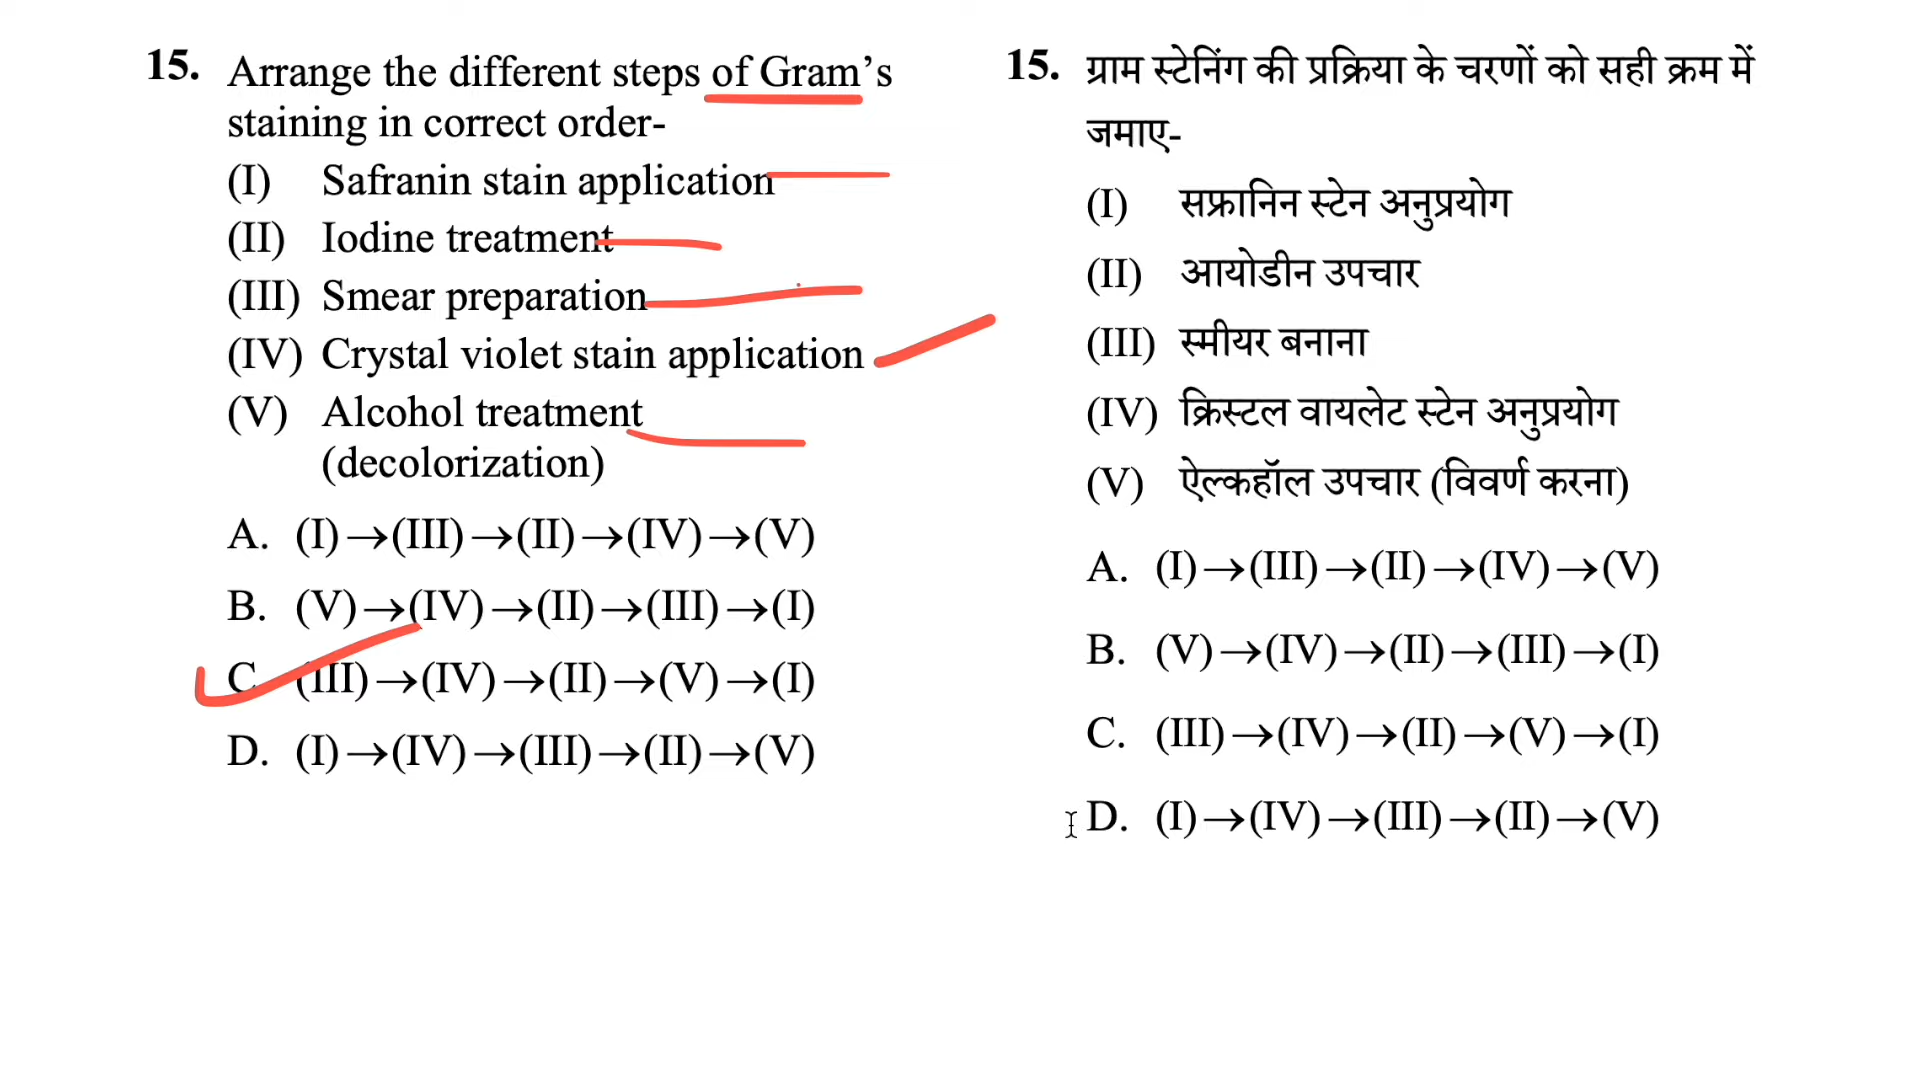 15. Arrange the different steps of Gram’s
staining in correct order-
(I) Safranin stain application
(II) Iodine treatment
(III) Smear preparation
(IV) Crystal violet stain application
(V) Alcohol treatment
(decolorization)
A. (I)→(III)→(II)→(IV)→(V)
B. (V)→(IV)→(II)→(III)→(I)
C. (III)→(IV)→(II)→(V)→(I)
D. (I)→(IV)→(III)→(II)→(V)
15. ग्राम स्टेनिंग की प्रक्रिया के चरणों को सही क्रम में
जमाए-
(I) सफ्रानिन स्टेन अनुप्रयोग
(II) आयोडीन उपचार
(III) स्मीयर बनाना
(IV) क्रिस्टल वायलेट स्टेन अनुप्रयोग
(V) ऐल्कहॉल उपचार (विवर्ण करना)
A. (I)→(III)→(II)→(IV)→(V)
B. (V)→(IV)→(II)→(III)→(I)
C. (III)→(IV)→(II)→(V)→(I)
D. (I)→(IV)→(III)→(II)→(V)